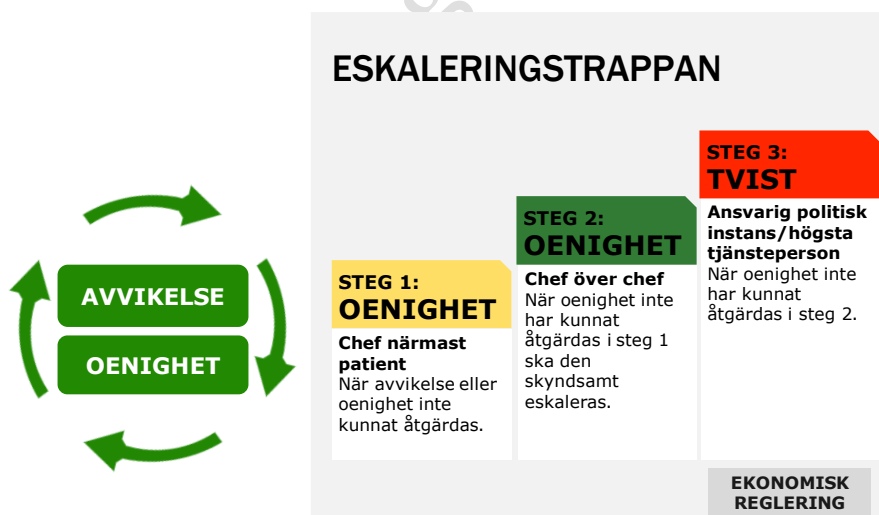 ESKALERINGSTRAPPAN
AVVIKELSE
OENIGHET
STEG 1:
OENIGHET
Chef närmast
patient
När avvikelse eller
oenighet inte
kunnat åtgärdas.
STEG 2:
OENIGHET
Chef över chef
När oenighet inte
har kunnat
åtgärdas i steg 1
ska den
skyndsamt
eskaleras.
STEG 3:
TVIST
Ansvarig politisk
instans/högsta
tjänsteperson
När oenighet inte
har kunnat
åtgärdas i steg 2.
EKONOMISK
REGLERING